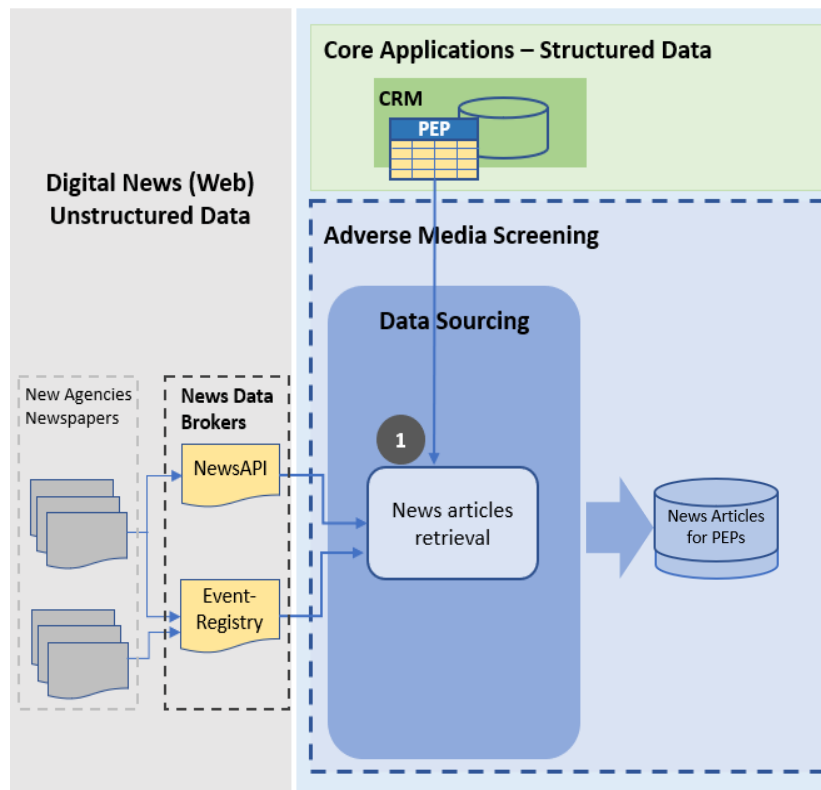 Core Applications – Structured Data
CRM
PEP
Digital News (Web)
Unstructured Data
Adverse Media Screening
Data Sourcing
New Agencies
Newspapers
News Data
Brokers
1
NewsAPI
News articles
retrieval
News Articles
for PEPs
Event-
Registry